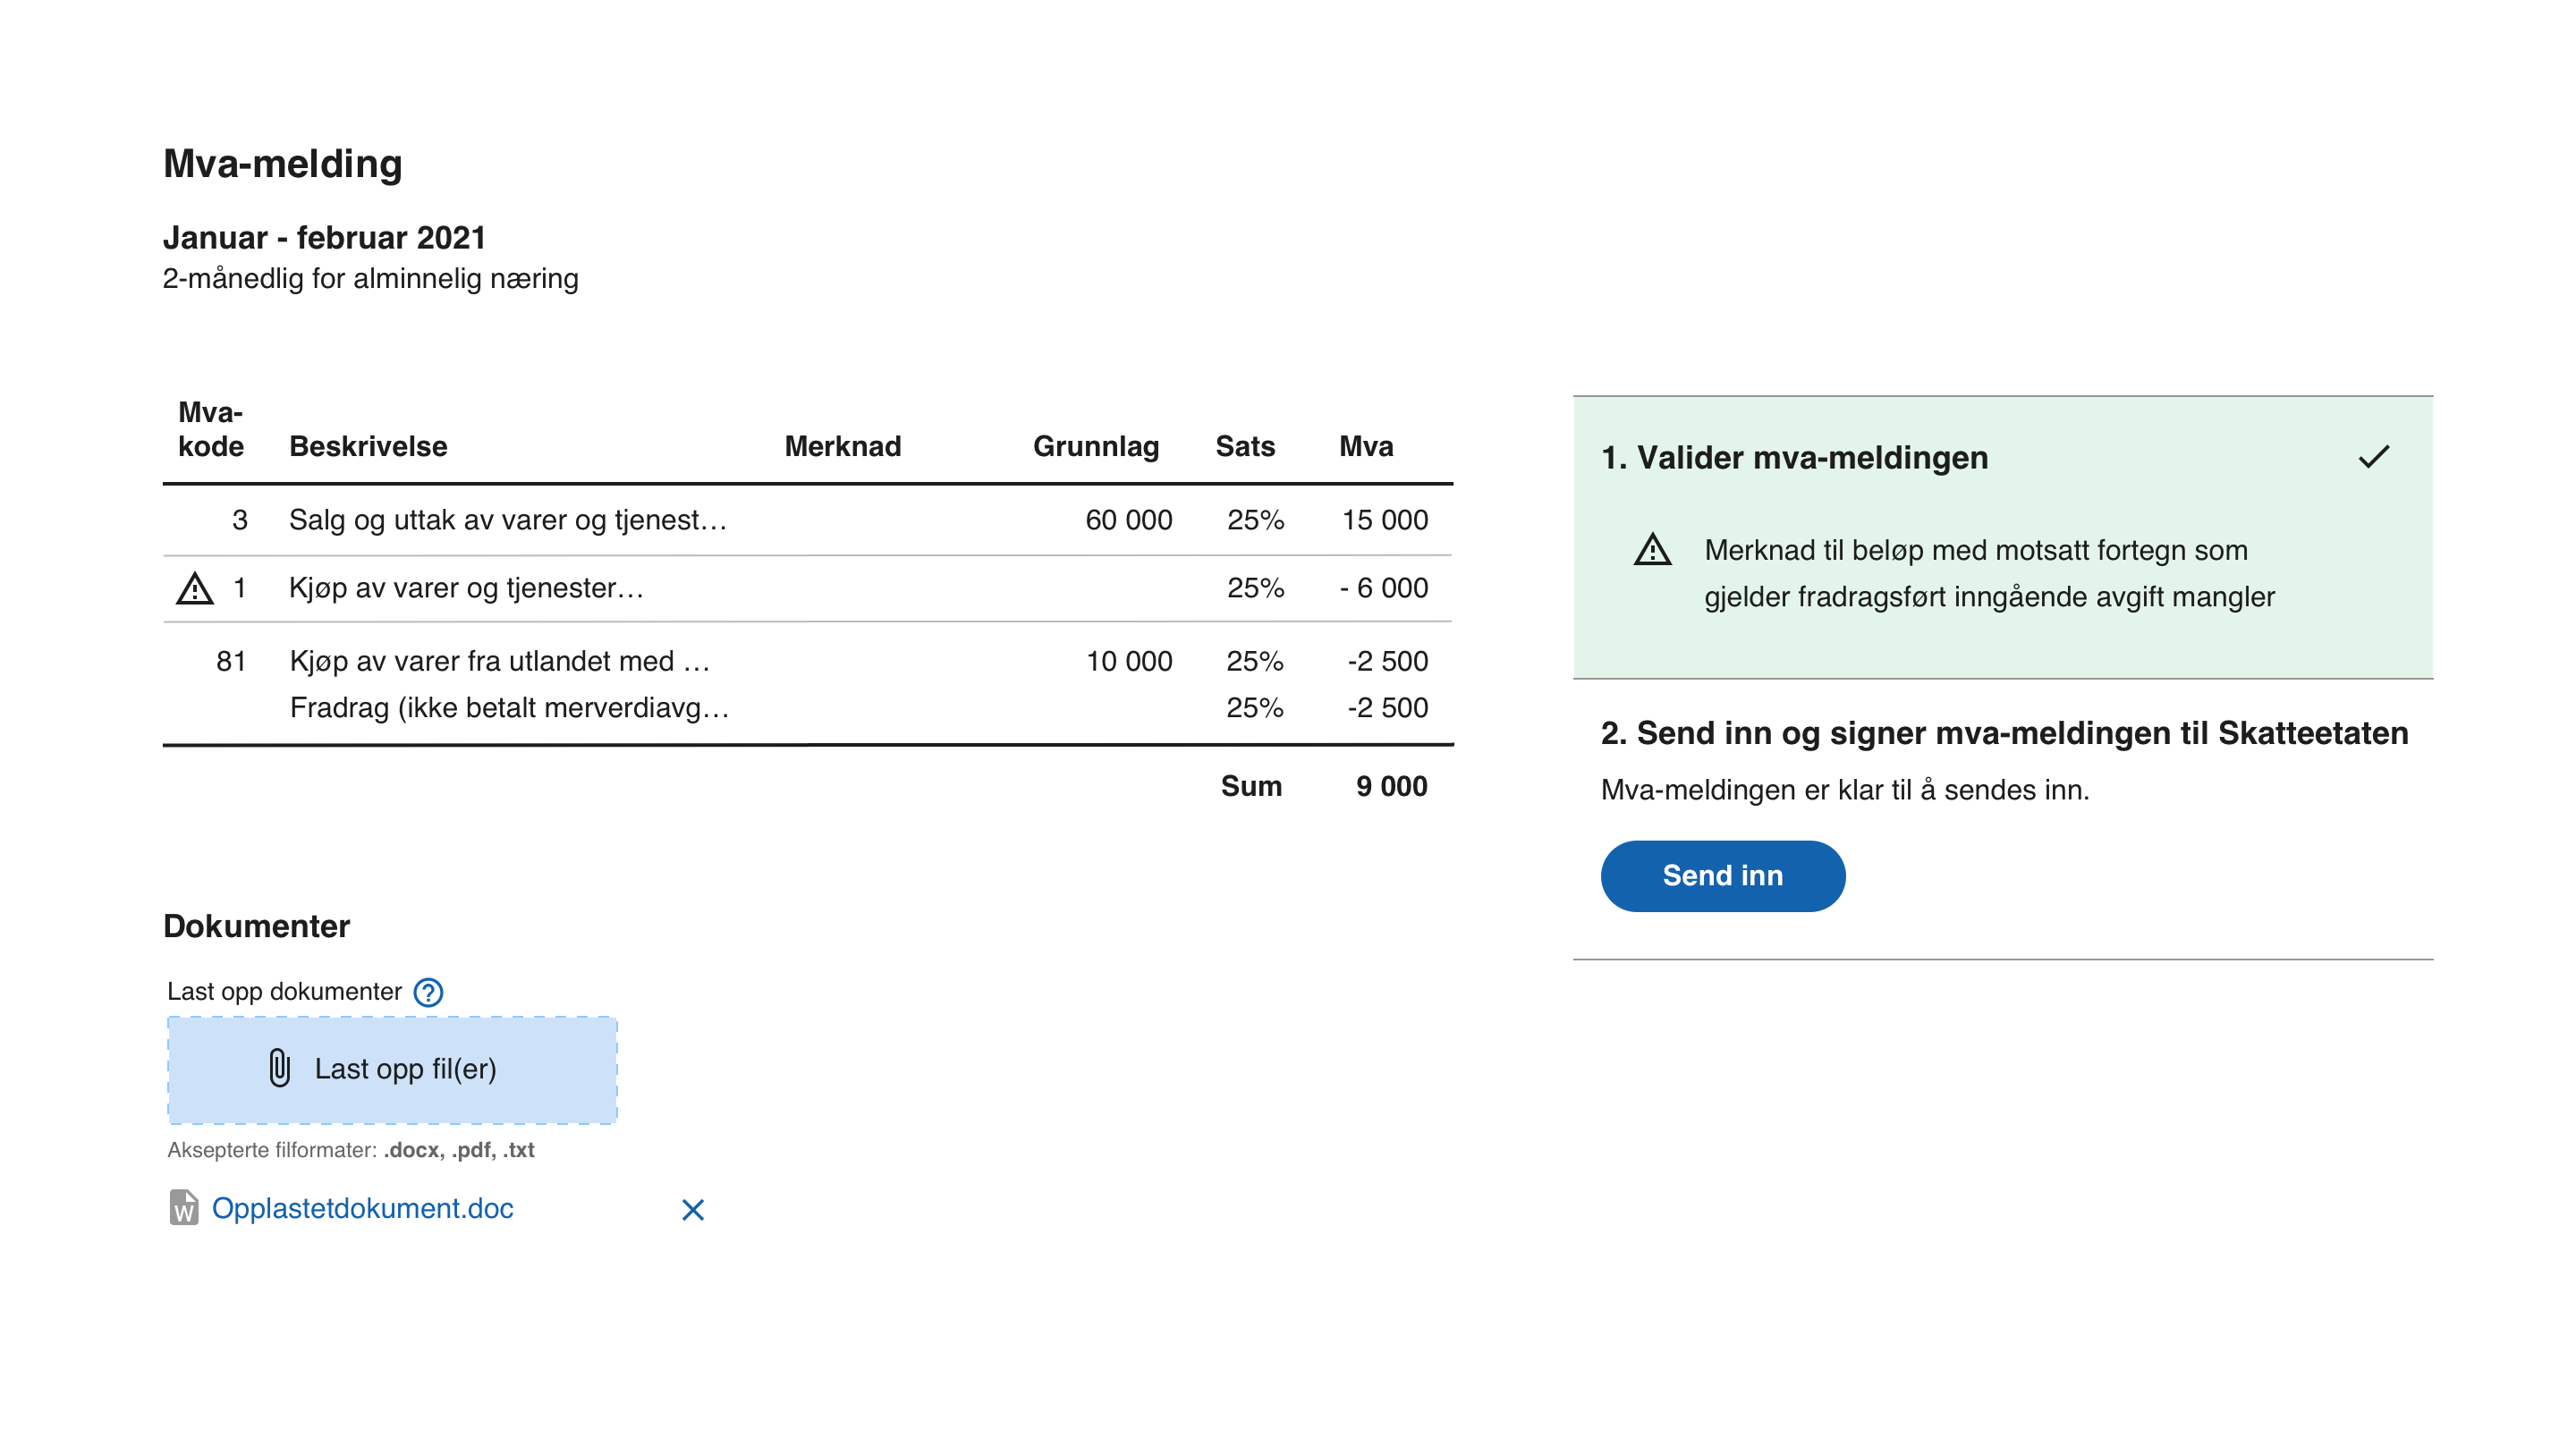 Mva-melding
Januar - februar 2021
2-månedlig for alminnelig næring
Mva-
kode Beskrivelse Merknad Grunnlag Sats Mva
3 Salg og uttak av varer og tjenest… 60 000 25% 15 000
1 Kjøp av varer og tjenester… 25% - 6 000
81 Kjøp av varer fra utlandet med … 10 000 25% -2 500
Fradrag (ikke betalt merverdiavg… 25% -2 500
Sum 9 000
Dokumenter
Last opp dokumenter ?
Last opp fil(er)
Aksepterte filformater: .docx, .pdf, .txt
W Opplastetdokument.doc
1. Valider mva-meldingen
Merknad til beløp med motsatt fortegn som
gjelder fradragsført inngående avgift mangler
2. Send inn og signer mva-meldingen til Skatteetaten
Mva-meldingen er klar til å sendes inn.
Send inn